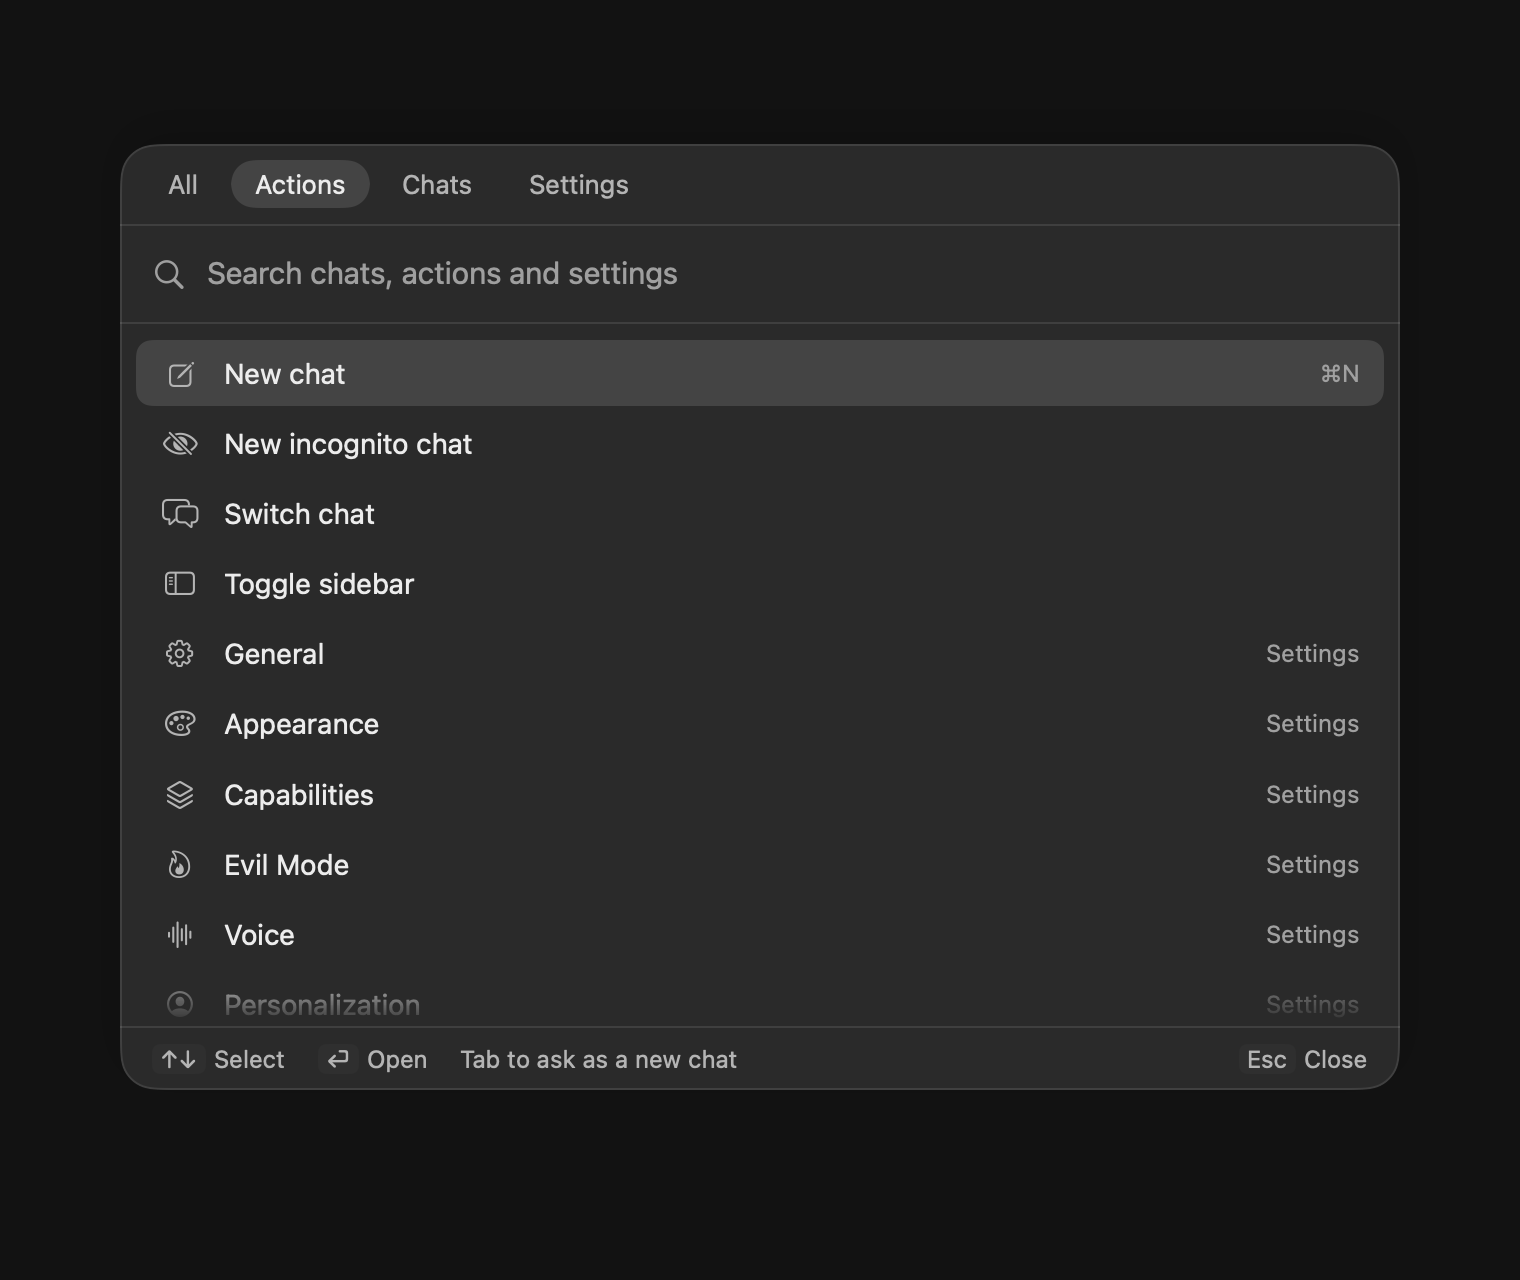 All Actions Chats Settings
Search chats, actions and settings
New chat ⌘N
New incognito chat
Switch chat
Toggle sidebar
General Settings
Appearance Settings
Capabilities Settings
Evil Mode Settings
Voice Settings
Personalization Settings
↑↓ Select ↩ Open Tab to ask as a new chat Esc Close